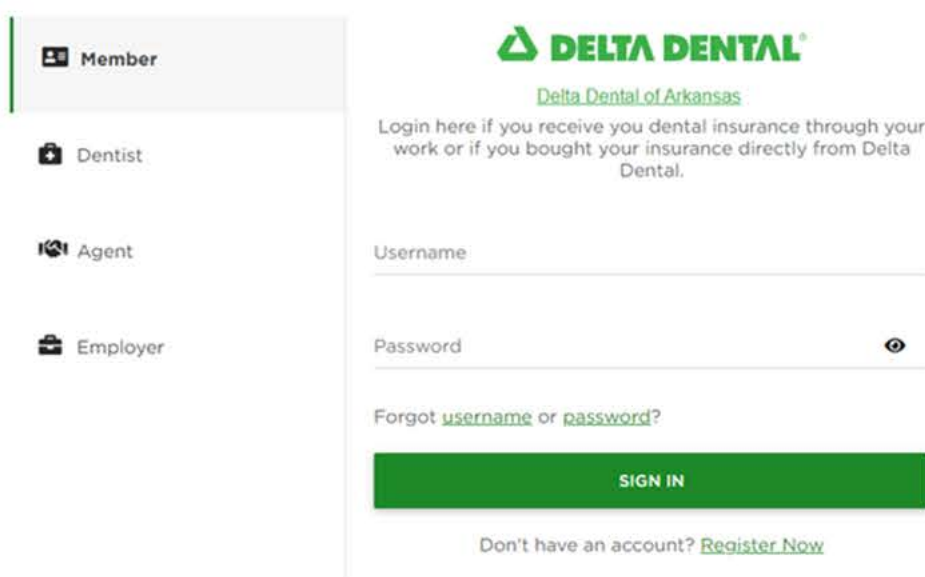 Member
Dentist
Agent
Employer
DELTA DENTAL®
Delta Dental of Arkansas
Login here if you receive you dental insurance through your
work or if you bought your insurance directly from Delta
Dental.
Username
Password
Forgot username or password?
SIGN IN
Don't have an account? Register Now